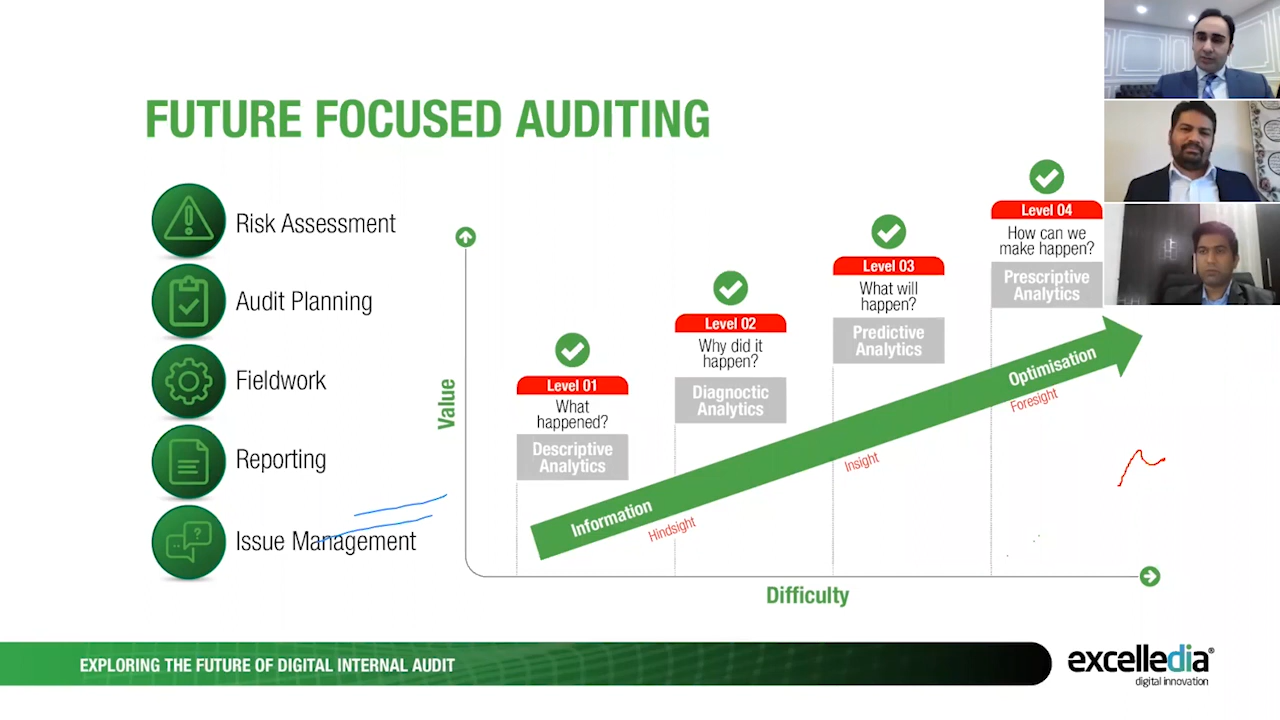 FUTURE FOCUSED AUDITING
Risk Assessment
Audit Planning
Fieldwork
Reporting
Issue Management
Value
Level 01
What
happened?
Descriptive
Analytics
Level 02
Why did it
happen?
Diagnoctic
Analytics
Level 03
What will
happen?
Predictive
Analytics
Level 04
How can we
make happen?
Prescriptive
Analytics
Information
Optimisation
Hindsight
Insight
Foresight
Difficulty
EXPLORING THE FUTURE OF DIGITAL INTERNAL AUDIT
excelledia®
digital innovation